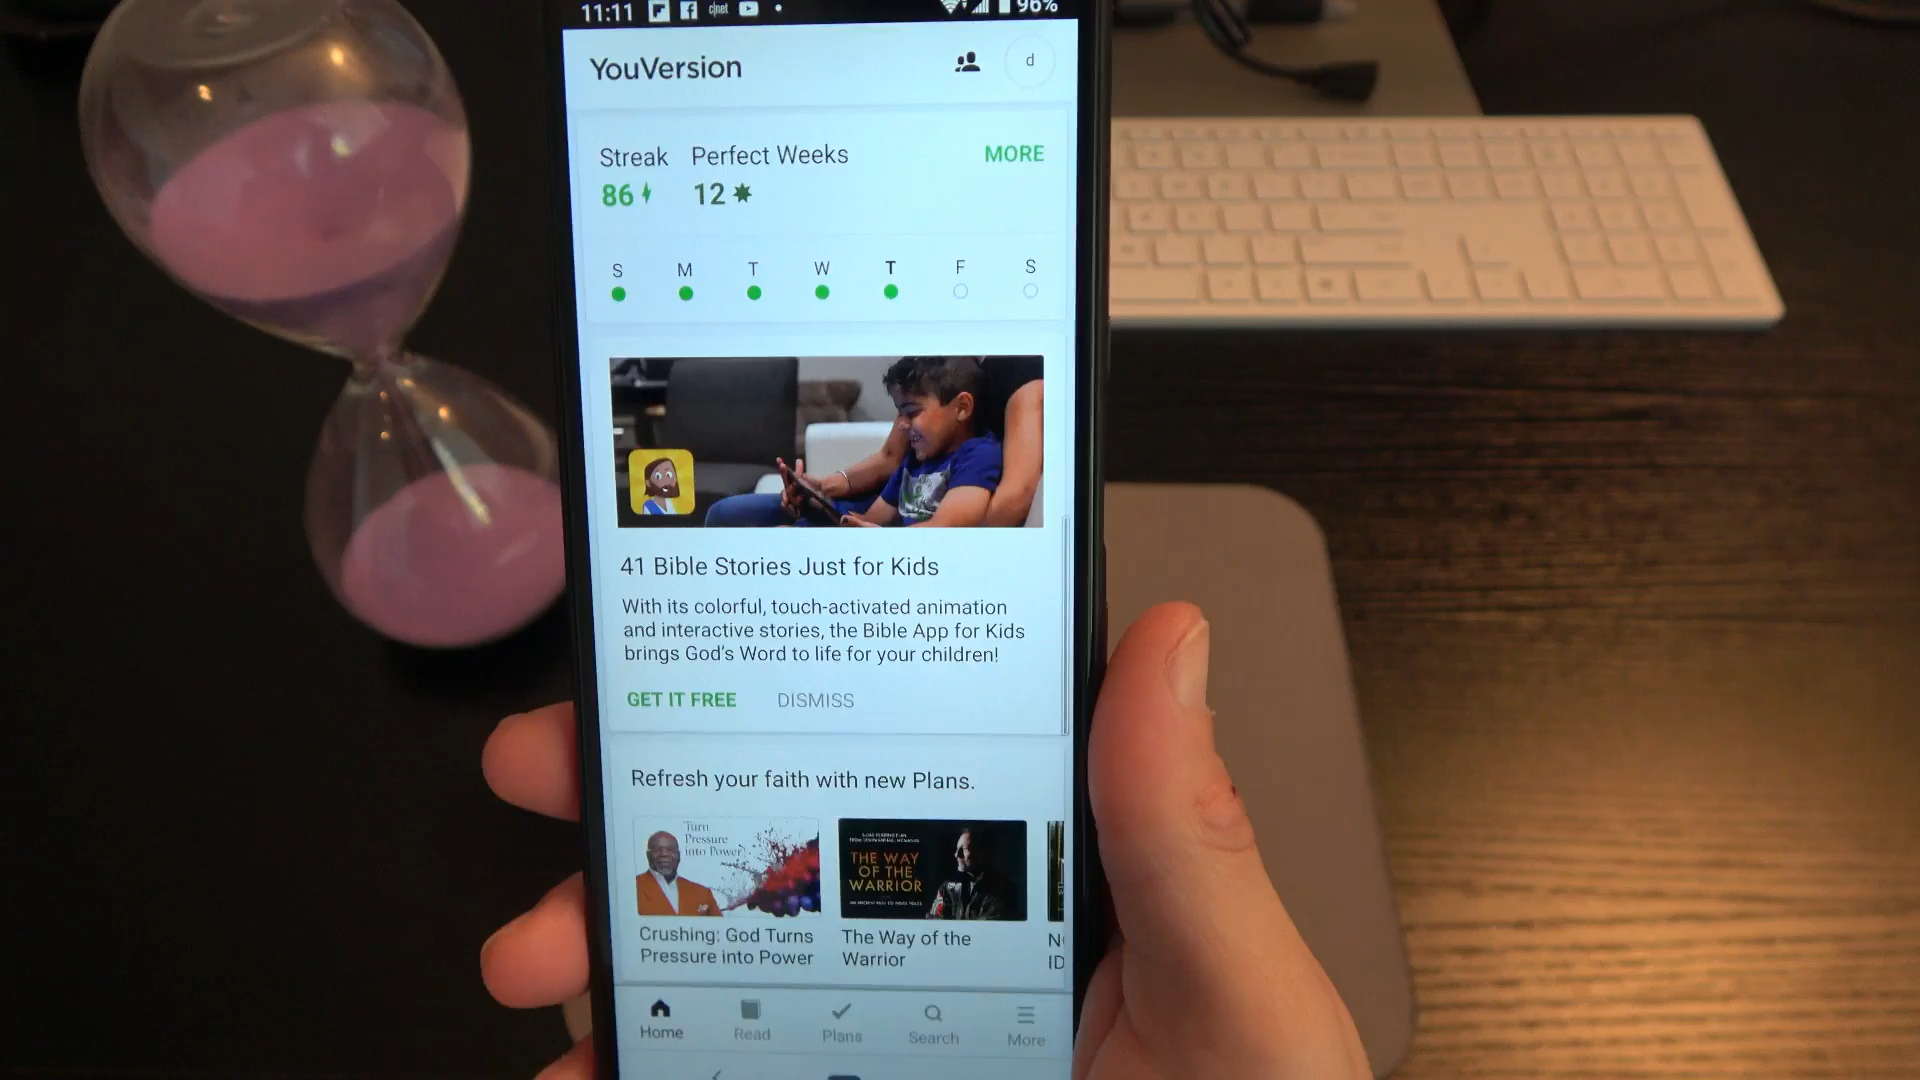 11:11 c|net 96%
YouVersion
d
Streak Perfect Weeks MORE
86 12
S M T W T F S
41 Bible Stories Just for Kids
With its colorful, touch-activated animation
and interactive stories, the Bible App for Kids
brings God's Word to life for your children!
GET IT FREE DISMISS
Refresh your faith with new Plans.
Turn
Pressure
into Power
THE WAY
OF THE
WARRIOR
Crushing: God Turns
Pressure into Power
The Way of the
Warrior
ID
Home Read Plans Search More